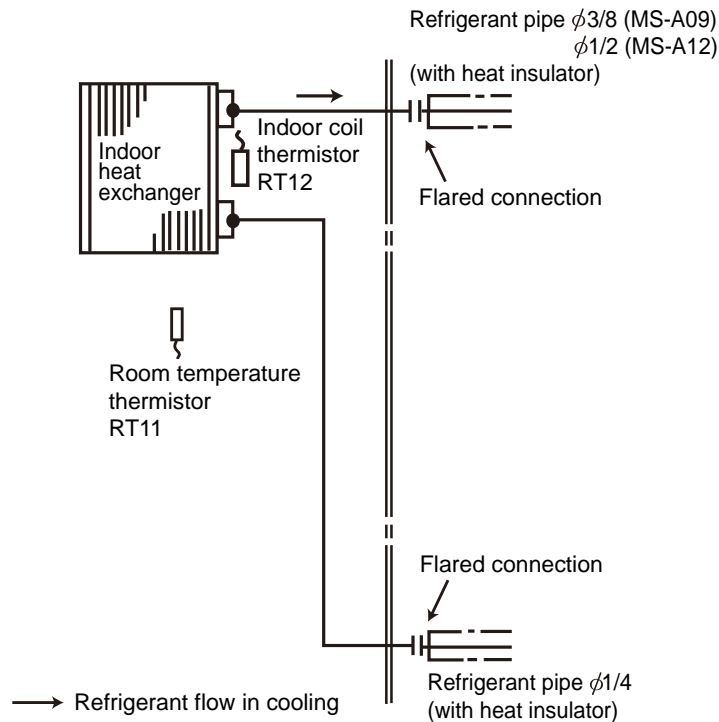 Refrigerant pipe ϕ3/8 (MS-A09)
ϕ1/2 (MS-A12)
(with heat insulator)
Indoor
heat
exchanger
Indoor coil
thermistor
RT12
Flared connection
Room temperature
thermistor
RT11
Flared connection
Refrigerant pipe ϕ1/4
(with heat insulator)
Refrigerant flow in cooling